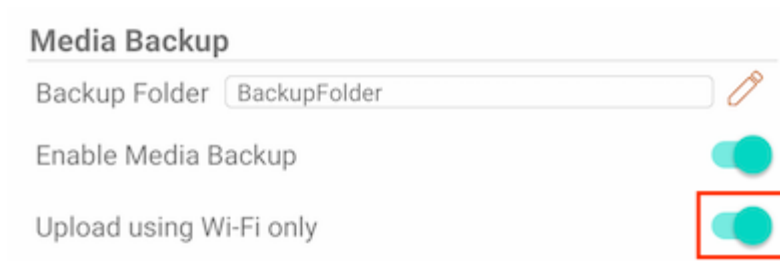 Media Backup
Backup Folder BackupFolder
Enable Media Backup
Upload using Wi-Fi only